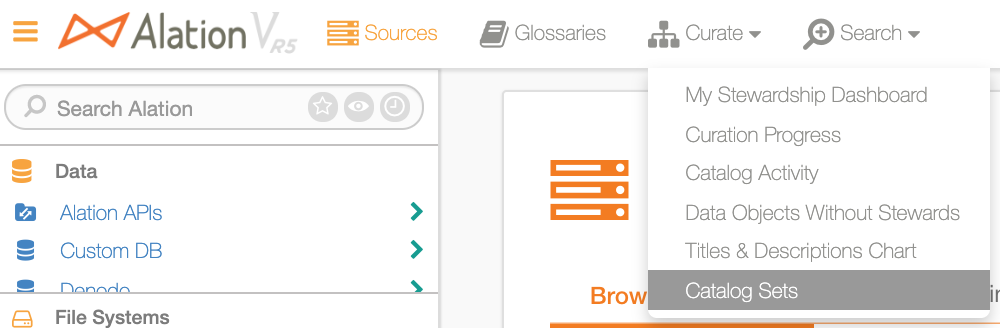 Alation V R5 Sources Glossaries Curate Search
Search Alation
Data
Alation APIs
Custom DB
Denodo
File Systems
My Stewardship Dashboard
Curation Progress
Catalog Activity
Data Objects Without Stewards
Titles & Descriptions Chart
Catalog Sets
Brow